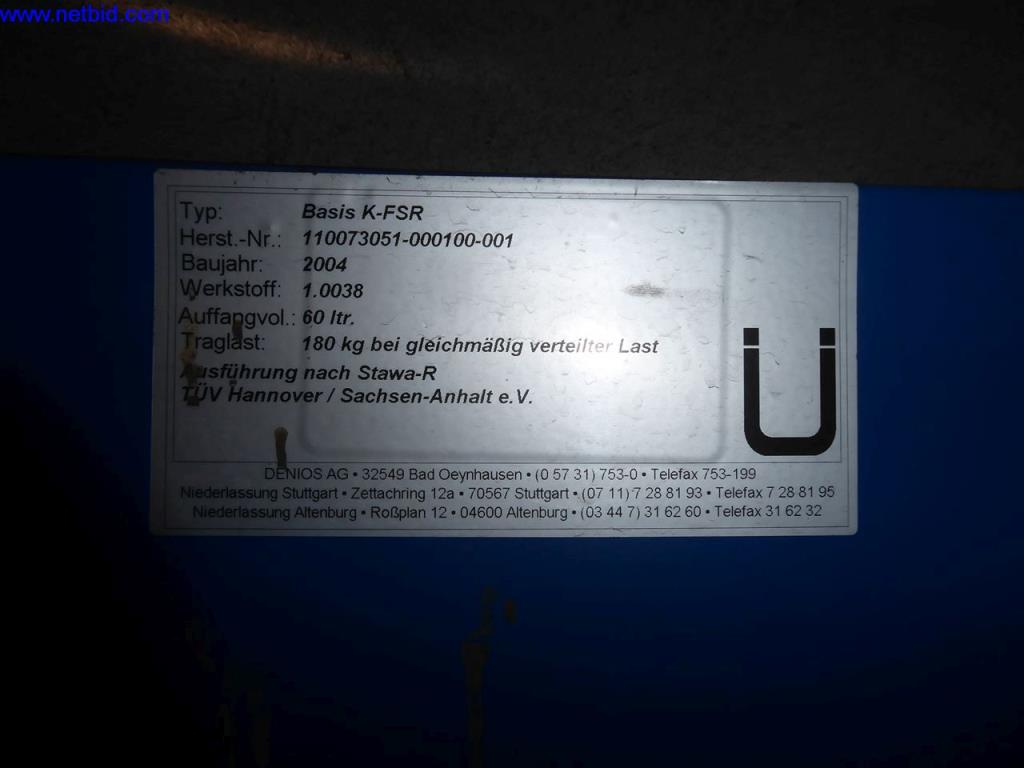 www.netbid.com
Typ: Basis K-FSR
Herst.-Nr.: 110073051-000100-001
Baujahr: 2004
Werkstoff: 1.0038
Auffangvol.: 60 ltr.
Traglast: 180 kg bei gleichmäßig verteilter Last
Ausführung nach Stawa-R
TÜV Hannover / Sachsen-Anhalt e.V.
Ü
DENIOS AG • 32549 Bad Oeynhausen • (0 57 31) 753-0 • Telefax 753-199
Niederlassung Stuttgart • Zettachring 12a • 70567 Stuttgart • (07 11) 7 28 81 93 • Telefax 7 28 81 95
Niederlassung Altenburg • Roßplan 12 • 04600 Altenburg • (03 44 7) 31 62 60 • Telefax 31 62 32